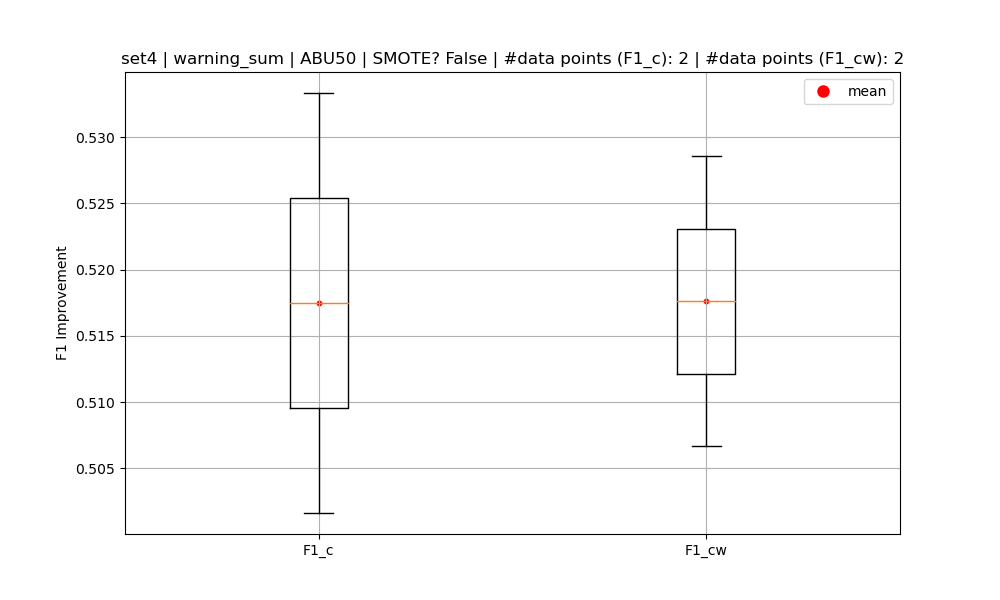 set4 | warning_sum | ABU50 | SMOTE? False | #data points (F1_c): 2 | #data points (F1_cw): 2
mean
F1 Improvement
0.530
0.525
0.520
0.515
0.510
0.505
F1_c
F1_cw